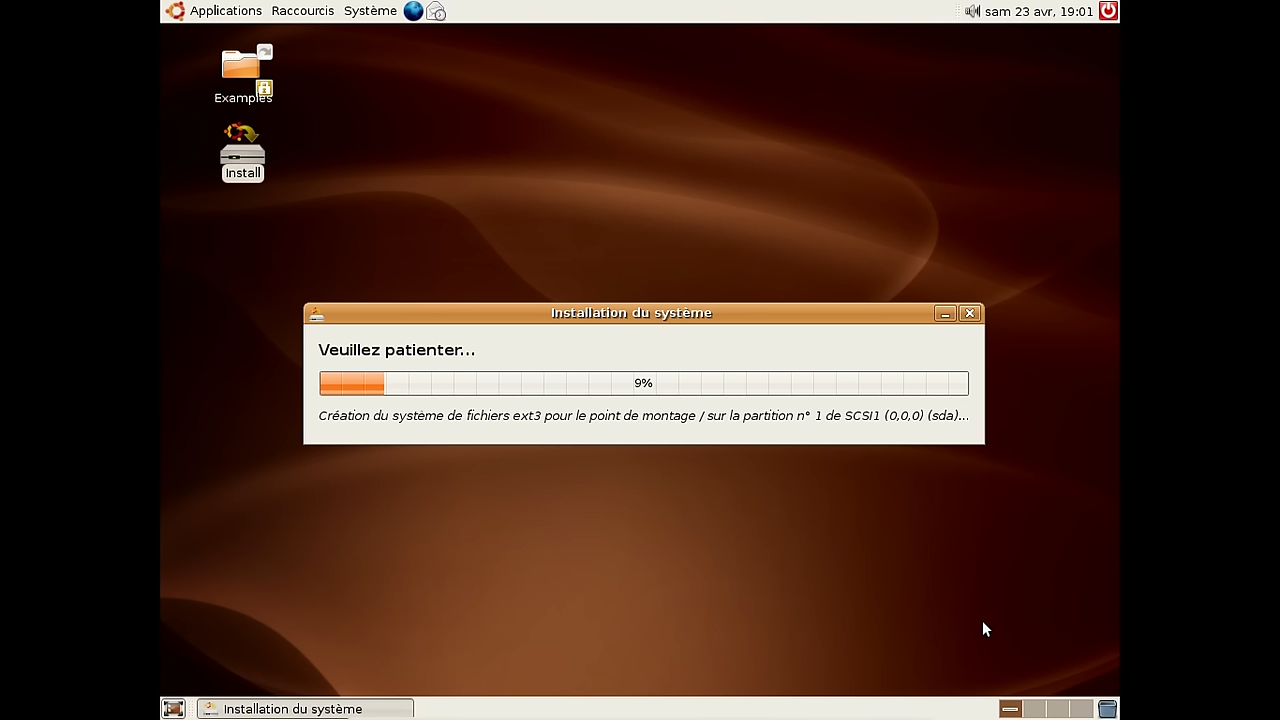 Applications Raccourcis Système sam 23 avr, 19:01
Examples
Install
Installation du système
Veuillez patienter...
9%
Création du système de fichiers ext3 pour le point de montage / sur la partition n° 1 de SCSI1 (0,0,0) (sda)...
Installation du système